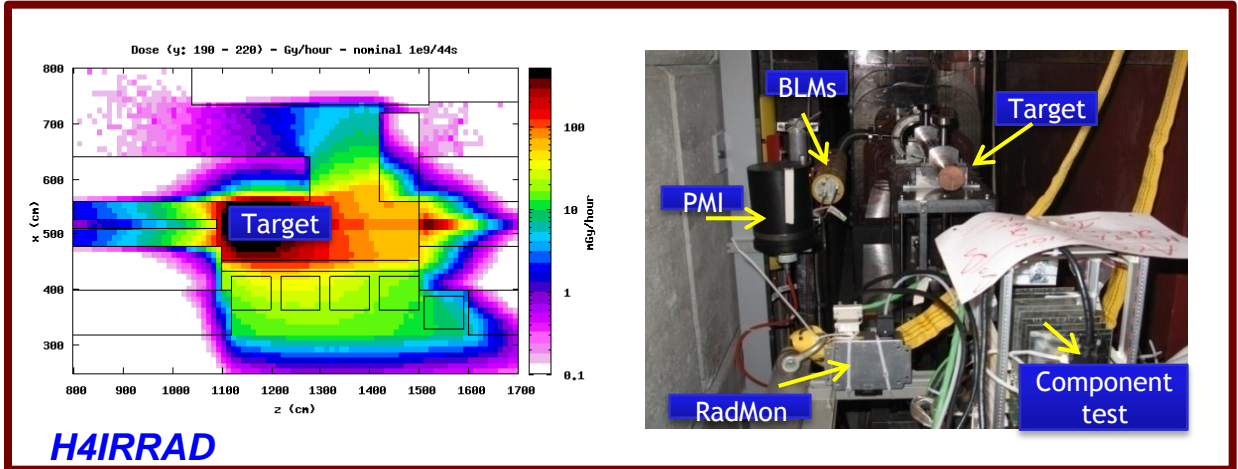 Dose (y: 190 - 220) - Gy/hour - nominal 1e9/44s
800
700
600
500
400
300
x (cm)
800 900 1000 1100 1200 1300 1400 1500 1600 1700
z (cm)
100
10
1
0.1
mGy/hour
Target
BLMs
Target
PMI
RadMon
Component
test
H4IRRAD